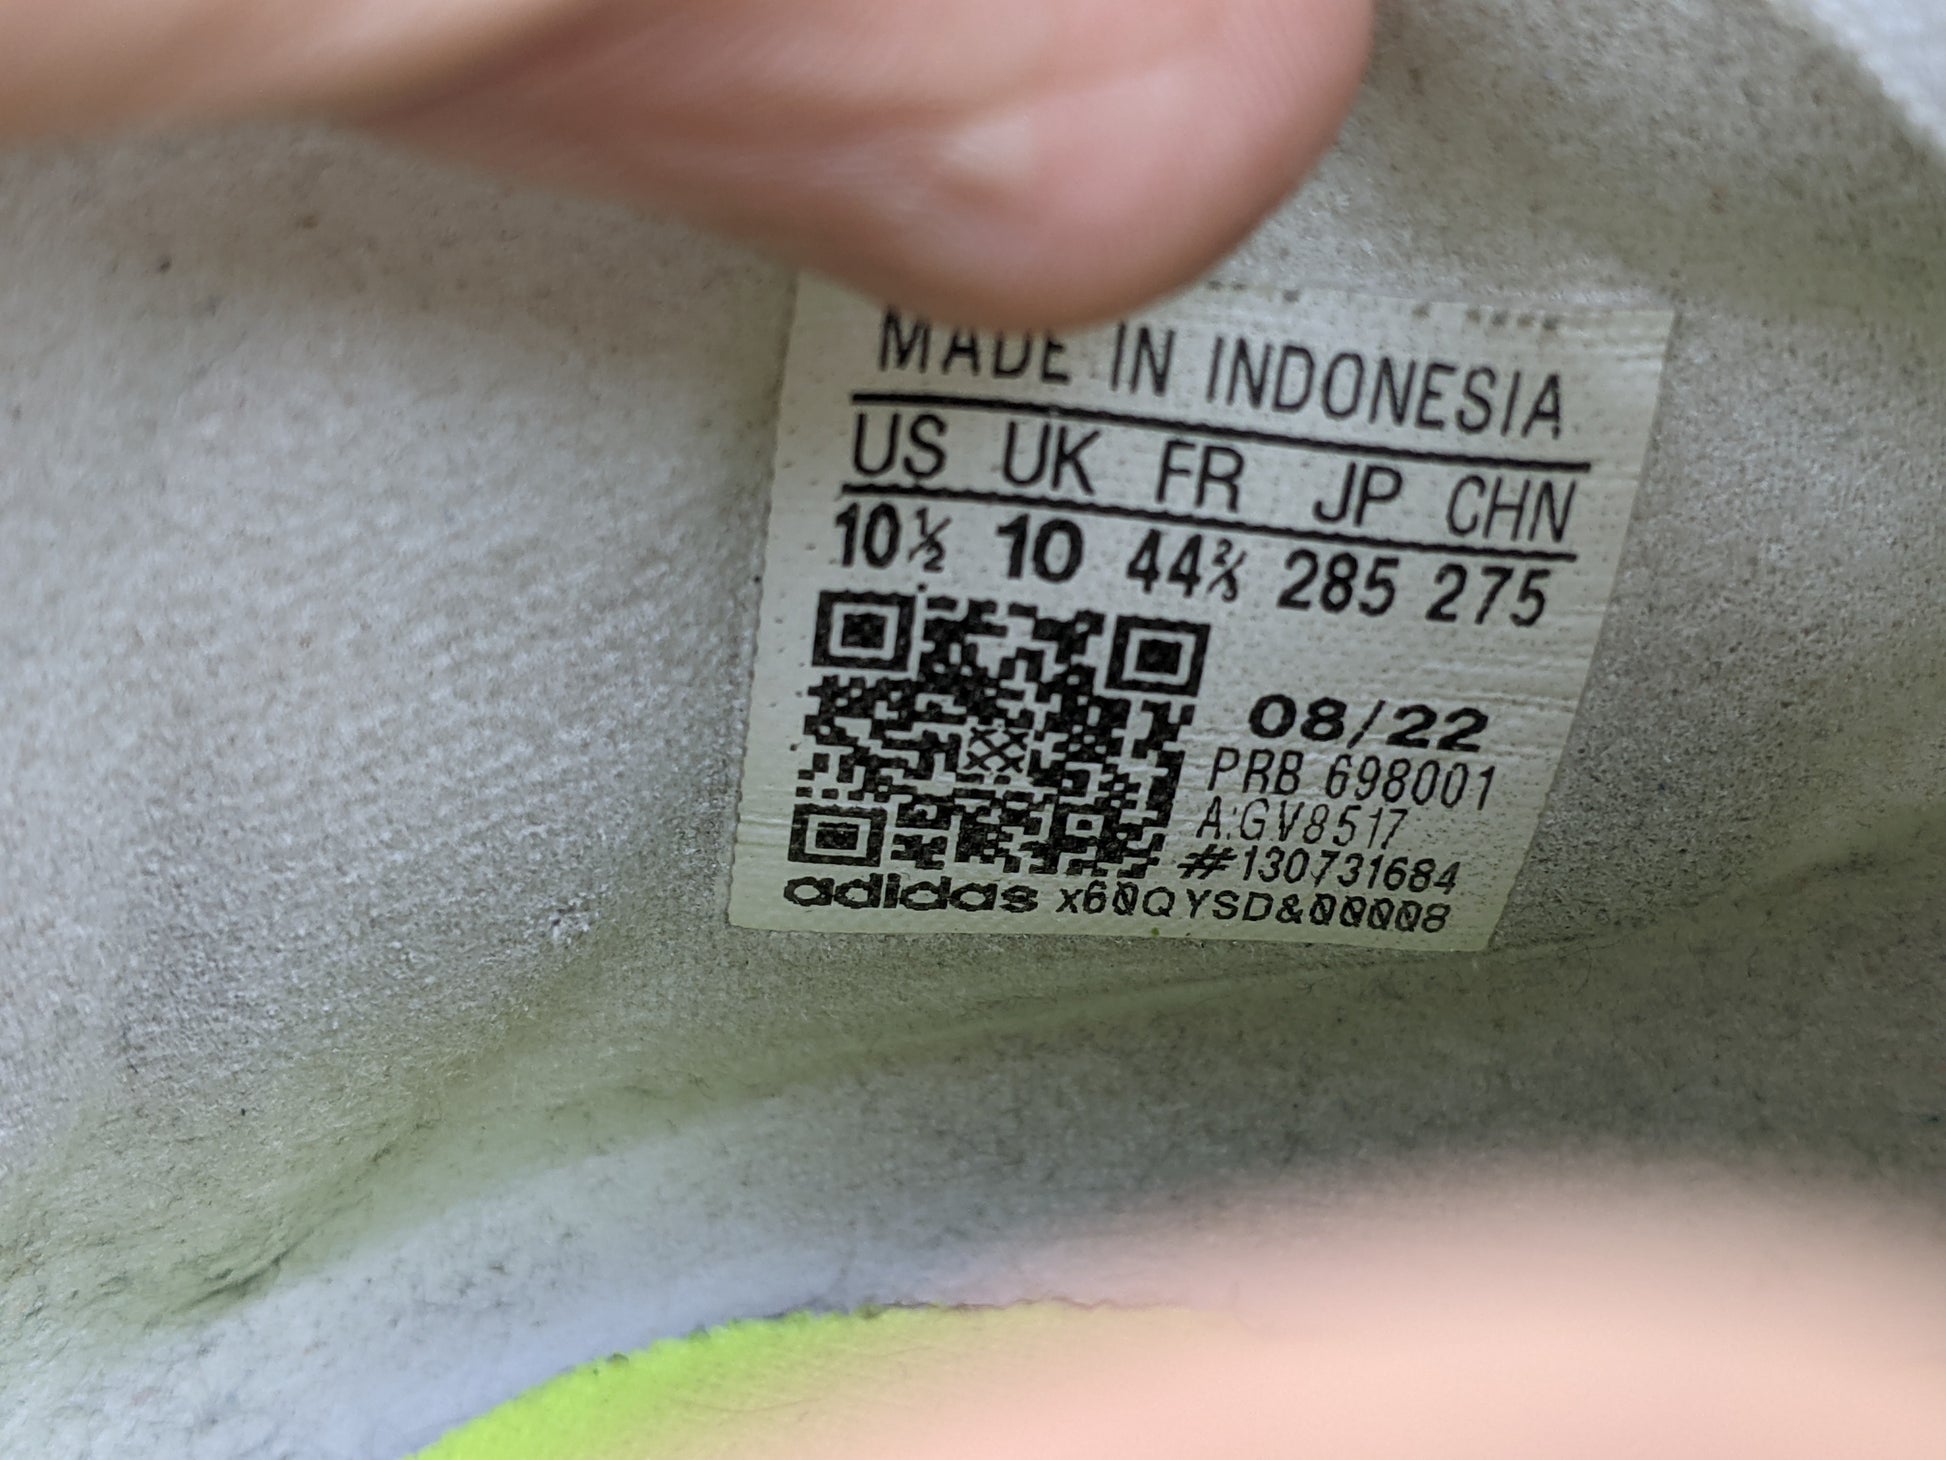 MADE IN INDONESIA
US UK FR JP CHN
10½ 10 44⅔ 285 275
08/22
PRB 698001
A:GV8517
#130731684
adidas x60QYSD&00008